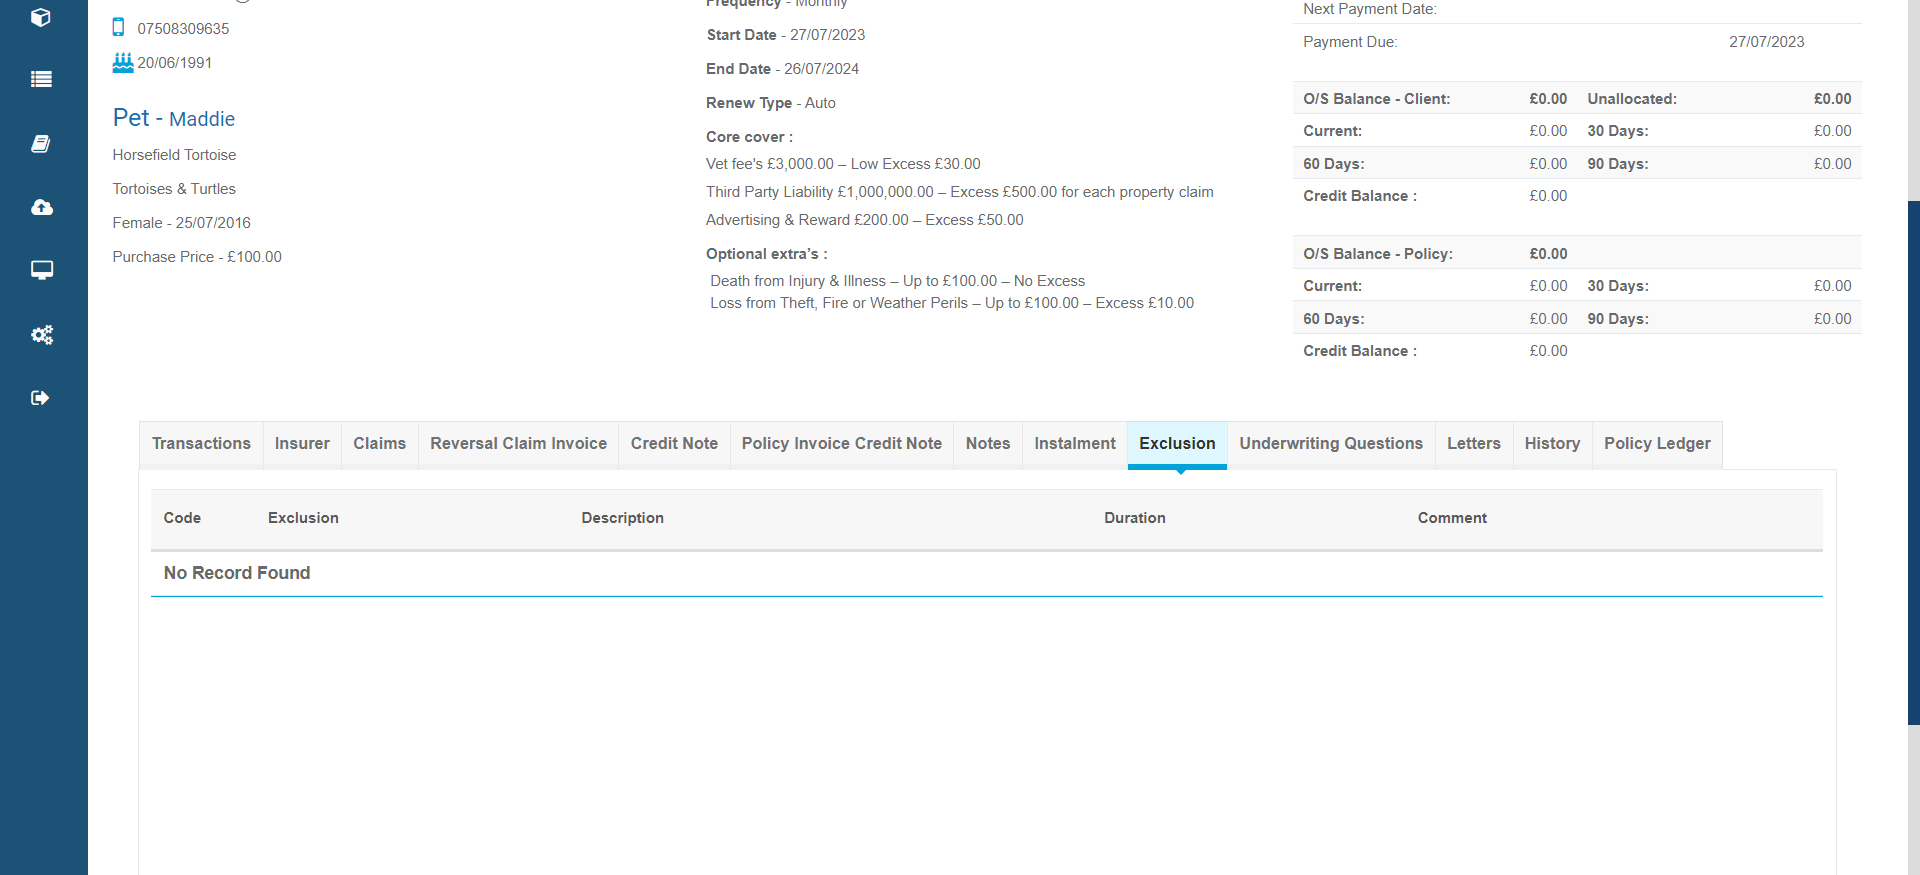 07508309635
20/06/1991
Pet - Maddie
Horsefield Tortoise
Tortoises & Turtles
Female - 25/07/2016
Purchase Price - £100.00
Frequency - Monthly
Start Date - 27/07/2023
End Date - 26/07/2024
Renew Type - Auto
Core cover :
Vet fee's £3,000.00 – Low Excess £30.00
Third Party Liability £1,000,000.00 – Excess £500.00 for each property claim
Advertising & Reward £200.00 – Excess £50.00
Optional extra's :
Death from Injury & Illness – Up to £100.00 – No Excess
Loss from Theft, Fire or Weather Perils – Up to £100.00 – Excess £10.00
Next Payment Date:
Payment Due: 27/07/2023
O/S Balance - Client: £0.00 Unallocated: £0.00
Current: £0.00 30 Days: £0.00
60 Days: £0.00 90 Days: £0.00
Credit Balance : £0.00
O/S Balance - Policy: £0.00
Current: £0.00 30 Days: £0.00
60 Days: £0.00 90 Days: £0.00
Credit Balance : £0.00
Transactions Insurer Claims Reversal Claim Invoice Credit Note Policy Invoice Credit Note Notes Instalment Exclusion Underwriting Questions Letters History Policy Ledger
Code Exclusion Description Duration Comment
No Record Found